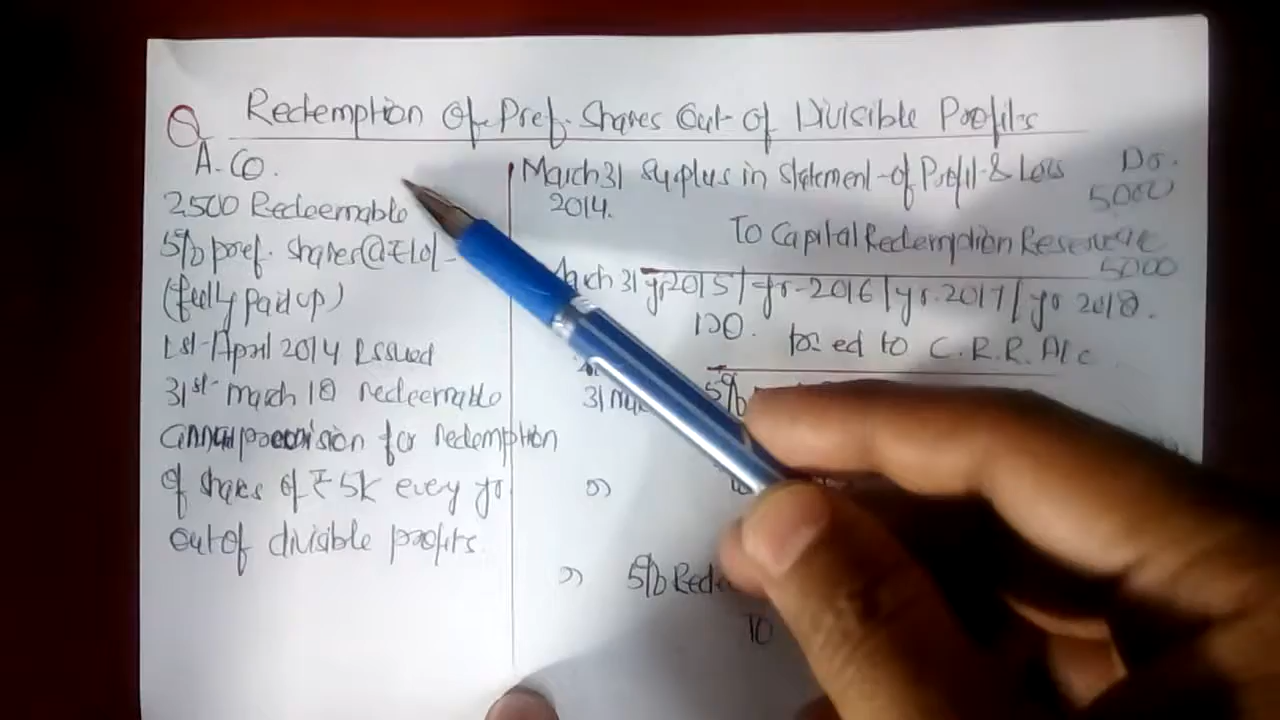 Q Redemption Of Pref. Shares Out Of Divisible Profits
A. Co.
2500 Redeemable
5% pref. shares @ ₹10/-
(fully paid up)
1st April 2014 Issued
31st march 18 redeemable
annual provision for redemption
of shares of ₹5k every yr
out of divisible profits.
March 31 Surplus in Statement of Profit & Loss Dr.
2014. 5000
To Capital Redemption Reserve
5000
March 31 yr 2015 | yr-2016 | yr.2017 | yr 2018.
to C.R.R. A/c
31 5%
5%
10